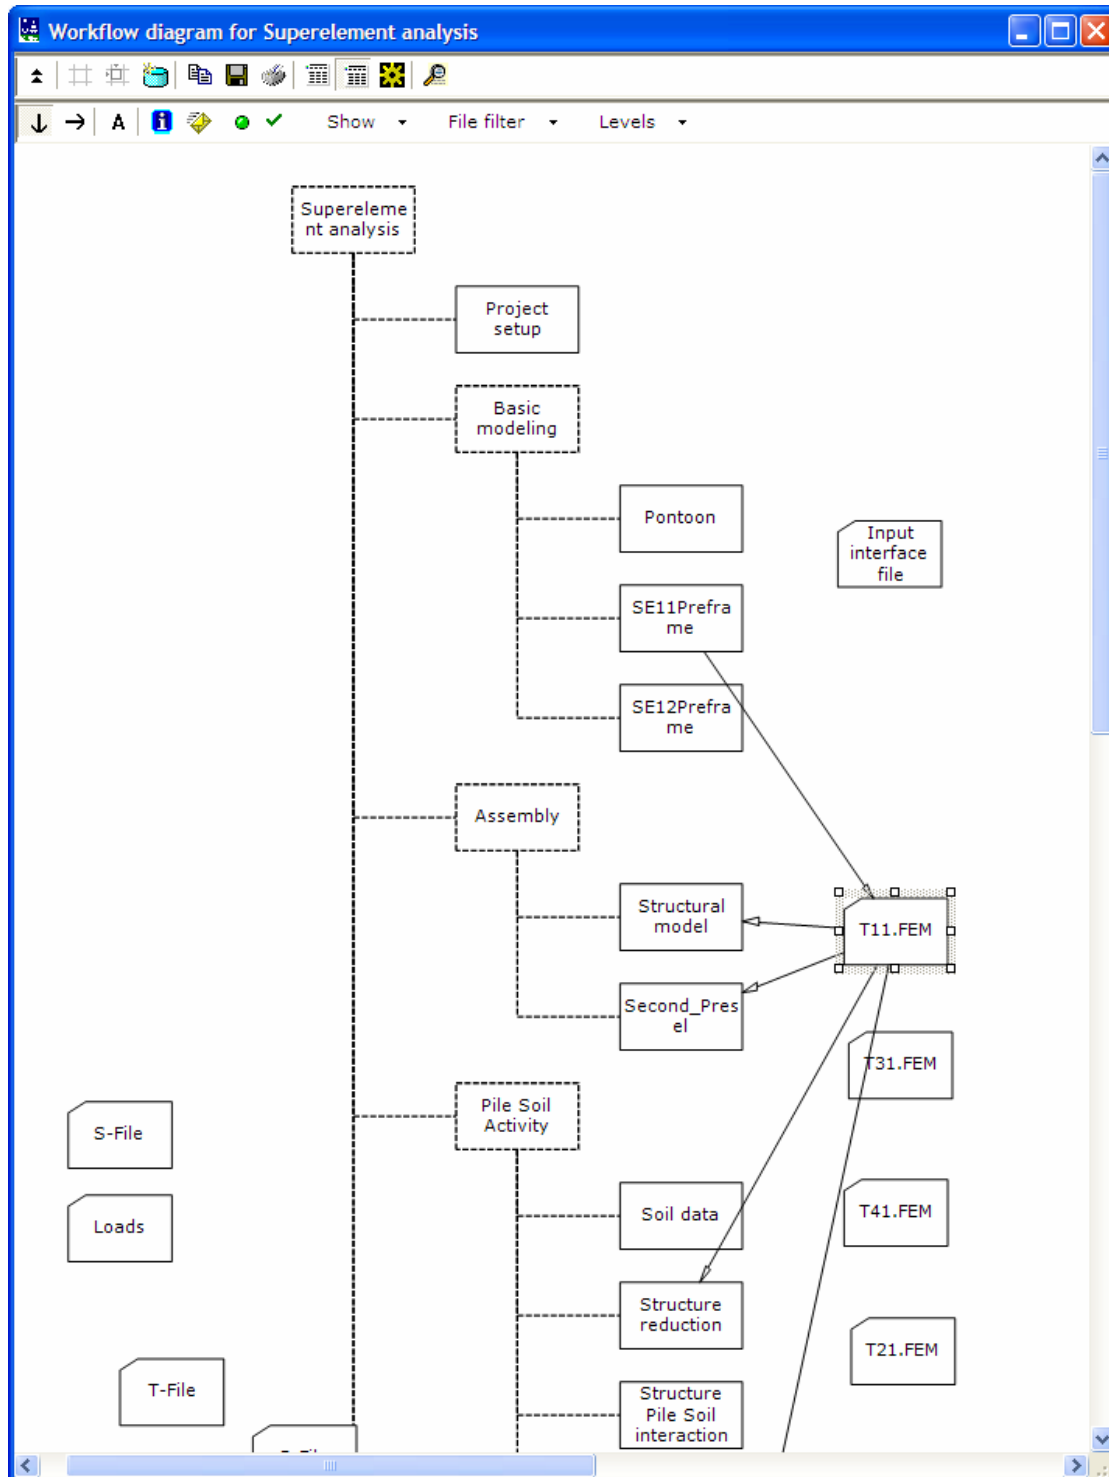 Workflow diagram for Superelement analysis
A
Show
File filter
Levels
Supereleme
nt analysis
Project
setup
Basic
modeling
Pontoon
Input
interface
file
SE11Prefra
me
SE12Prefra
me
Assembly
Structural
model
T11.FEM
Second_Pres
el
T31.FEM
Pile Soil
Activity
S-File
Soil data
T41.FEM
Loads
Structure
reduction
T21.FEM
T-File
Structure
Pile Soil
interaction